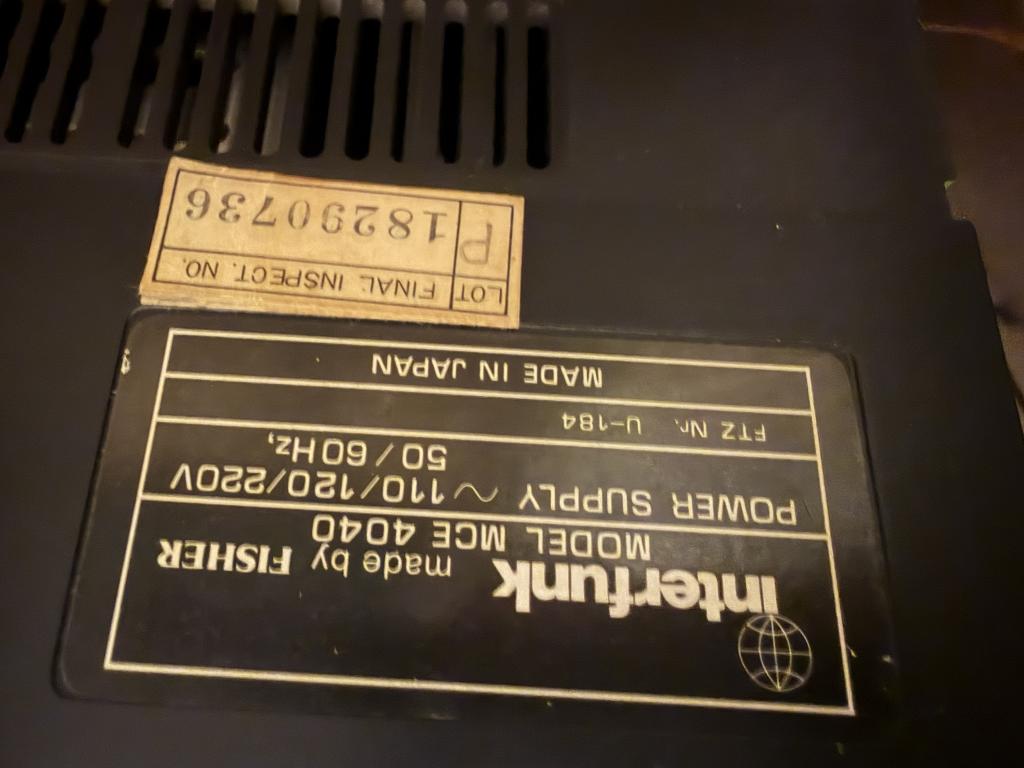 interfunk made by FISHER
MODEL MCE 4040
POWER SUPPLY ~ 110/120/220V
50/60Hz,
FTZ Nr. U-184
MADE IN JAPAN
LOT FINAL INSPECT. NO.
P 18290736